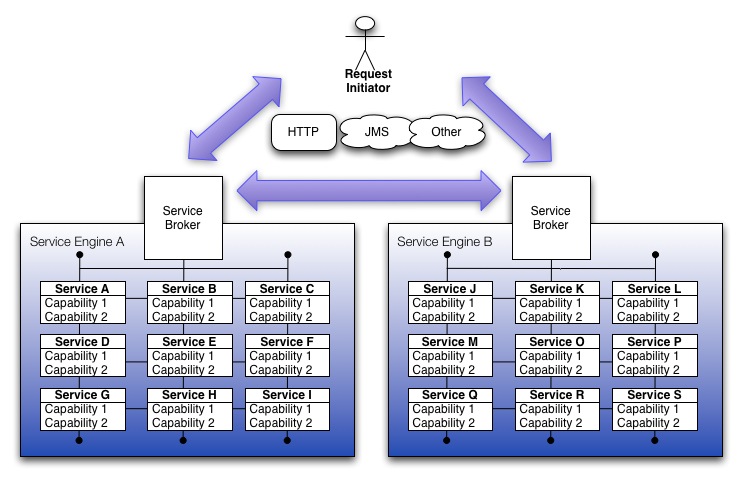 Request
Initiator
HTTP
JMS
Other
Service
Broker
Service
Broker
Service Engine A
Service A
Capability 1
Capability 2
Service B
Capability 1
Capability 2
Service C
Capability 1
Capability 2
Service D
Capability 1
Capability 2
Service E
Capability 1
Capability 2
Service F
Capability 1
Capability 2
Service G
Capability 1
Capability 2
Service H
Capability 1
Capability 2
Service I
Capability 1
Capability 2
Service Engine B
Service J
Capability 1
Capability 2
Service K
Capability 1
Capability 2
Service L
Capability 1
Capability 2
Service M
Capability 1
Capability 2
Service O
Capability 1
Capability 2
Service P
Capability 1
Capability 2
Service Q
Capability 1
Capability 2
Service R
Capability 1
Capability 2
Service S
Capability 1
Capability 2